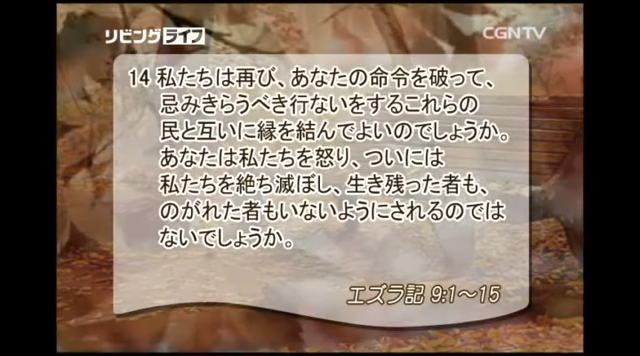 リビングライフ
CGNTV
14 私たちは再び、あなたの命令を破って、
忌みきらうべき行ないをするこれらの
民と互いに縁を結んでよいのでしょうか。
あなたは私たちを怒り、ついには
私たちを絶ち滅ぼし、生き残った者も、
のがれた者もいないようにされるのでは
ないでしょうか。
エズラ記 9:1～15